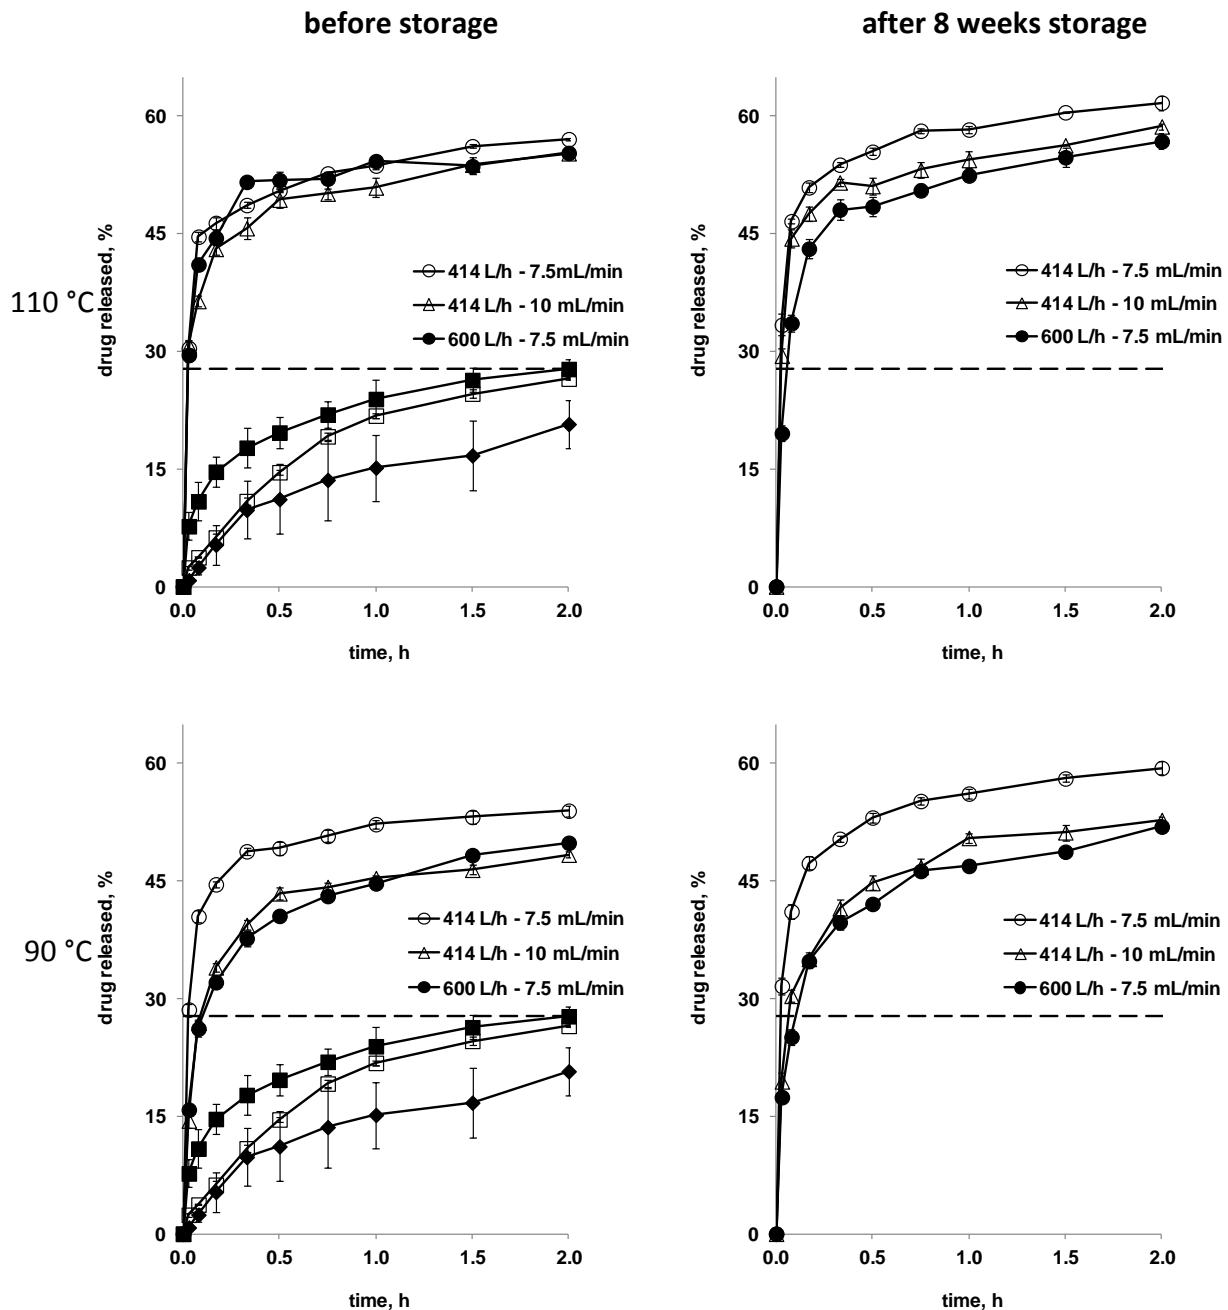 before storage
after 8 weeks storage
110 °C
drug released, %
60
45
30
15
0
414 L/h - 7.5mL/min
414 L/h - 10 mL/min
600 L/h - 7.5 mL/min
0.0 0.5 1.0 1.5 2.0
time, h
drug released, %
60
45
30
15
0
414 L/h - 7.5 mL/min
414 L/h - 10 mL/min
600 L/h - 7.5 mL/min
0.0 0.5 1.0 1.5 2.0
time, h
90 °C
drug released, %
60
45
30
15
0
414 L/h - 7.5 mL/min
414 L/h - 10 mL/min
600 L/h - 7.5 mL/min
0.0 0.5 1.0 1.5 2.0
time, h
drug released, %
60
45
30
15
0
414 L/h - 7.5 mL/min
414 L/h - 10 mL/min
600 L/h - 7.5 mL/min
0.0 0.5 1.0 1.5 2.0
time, h